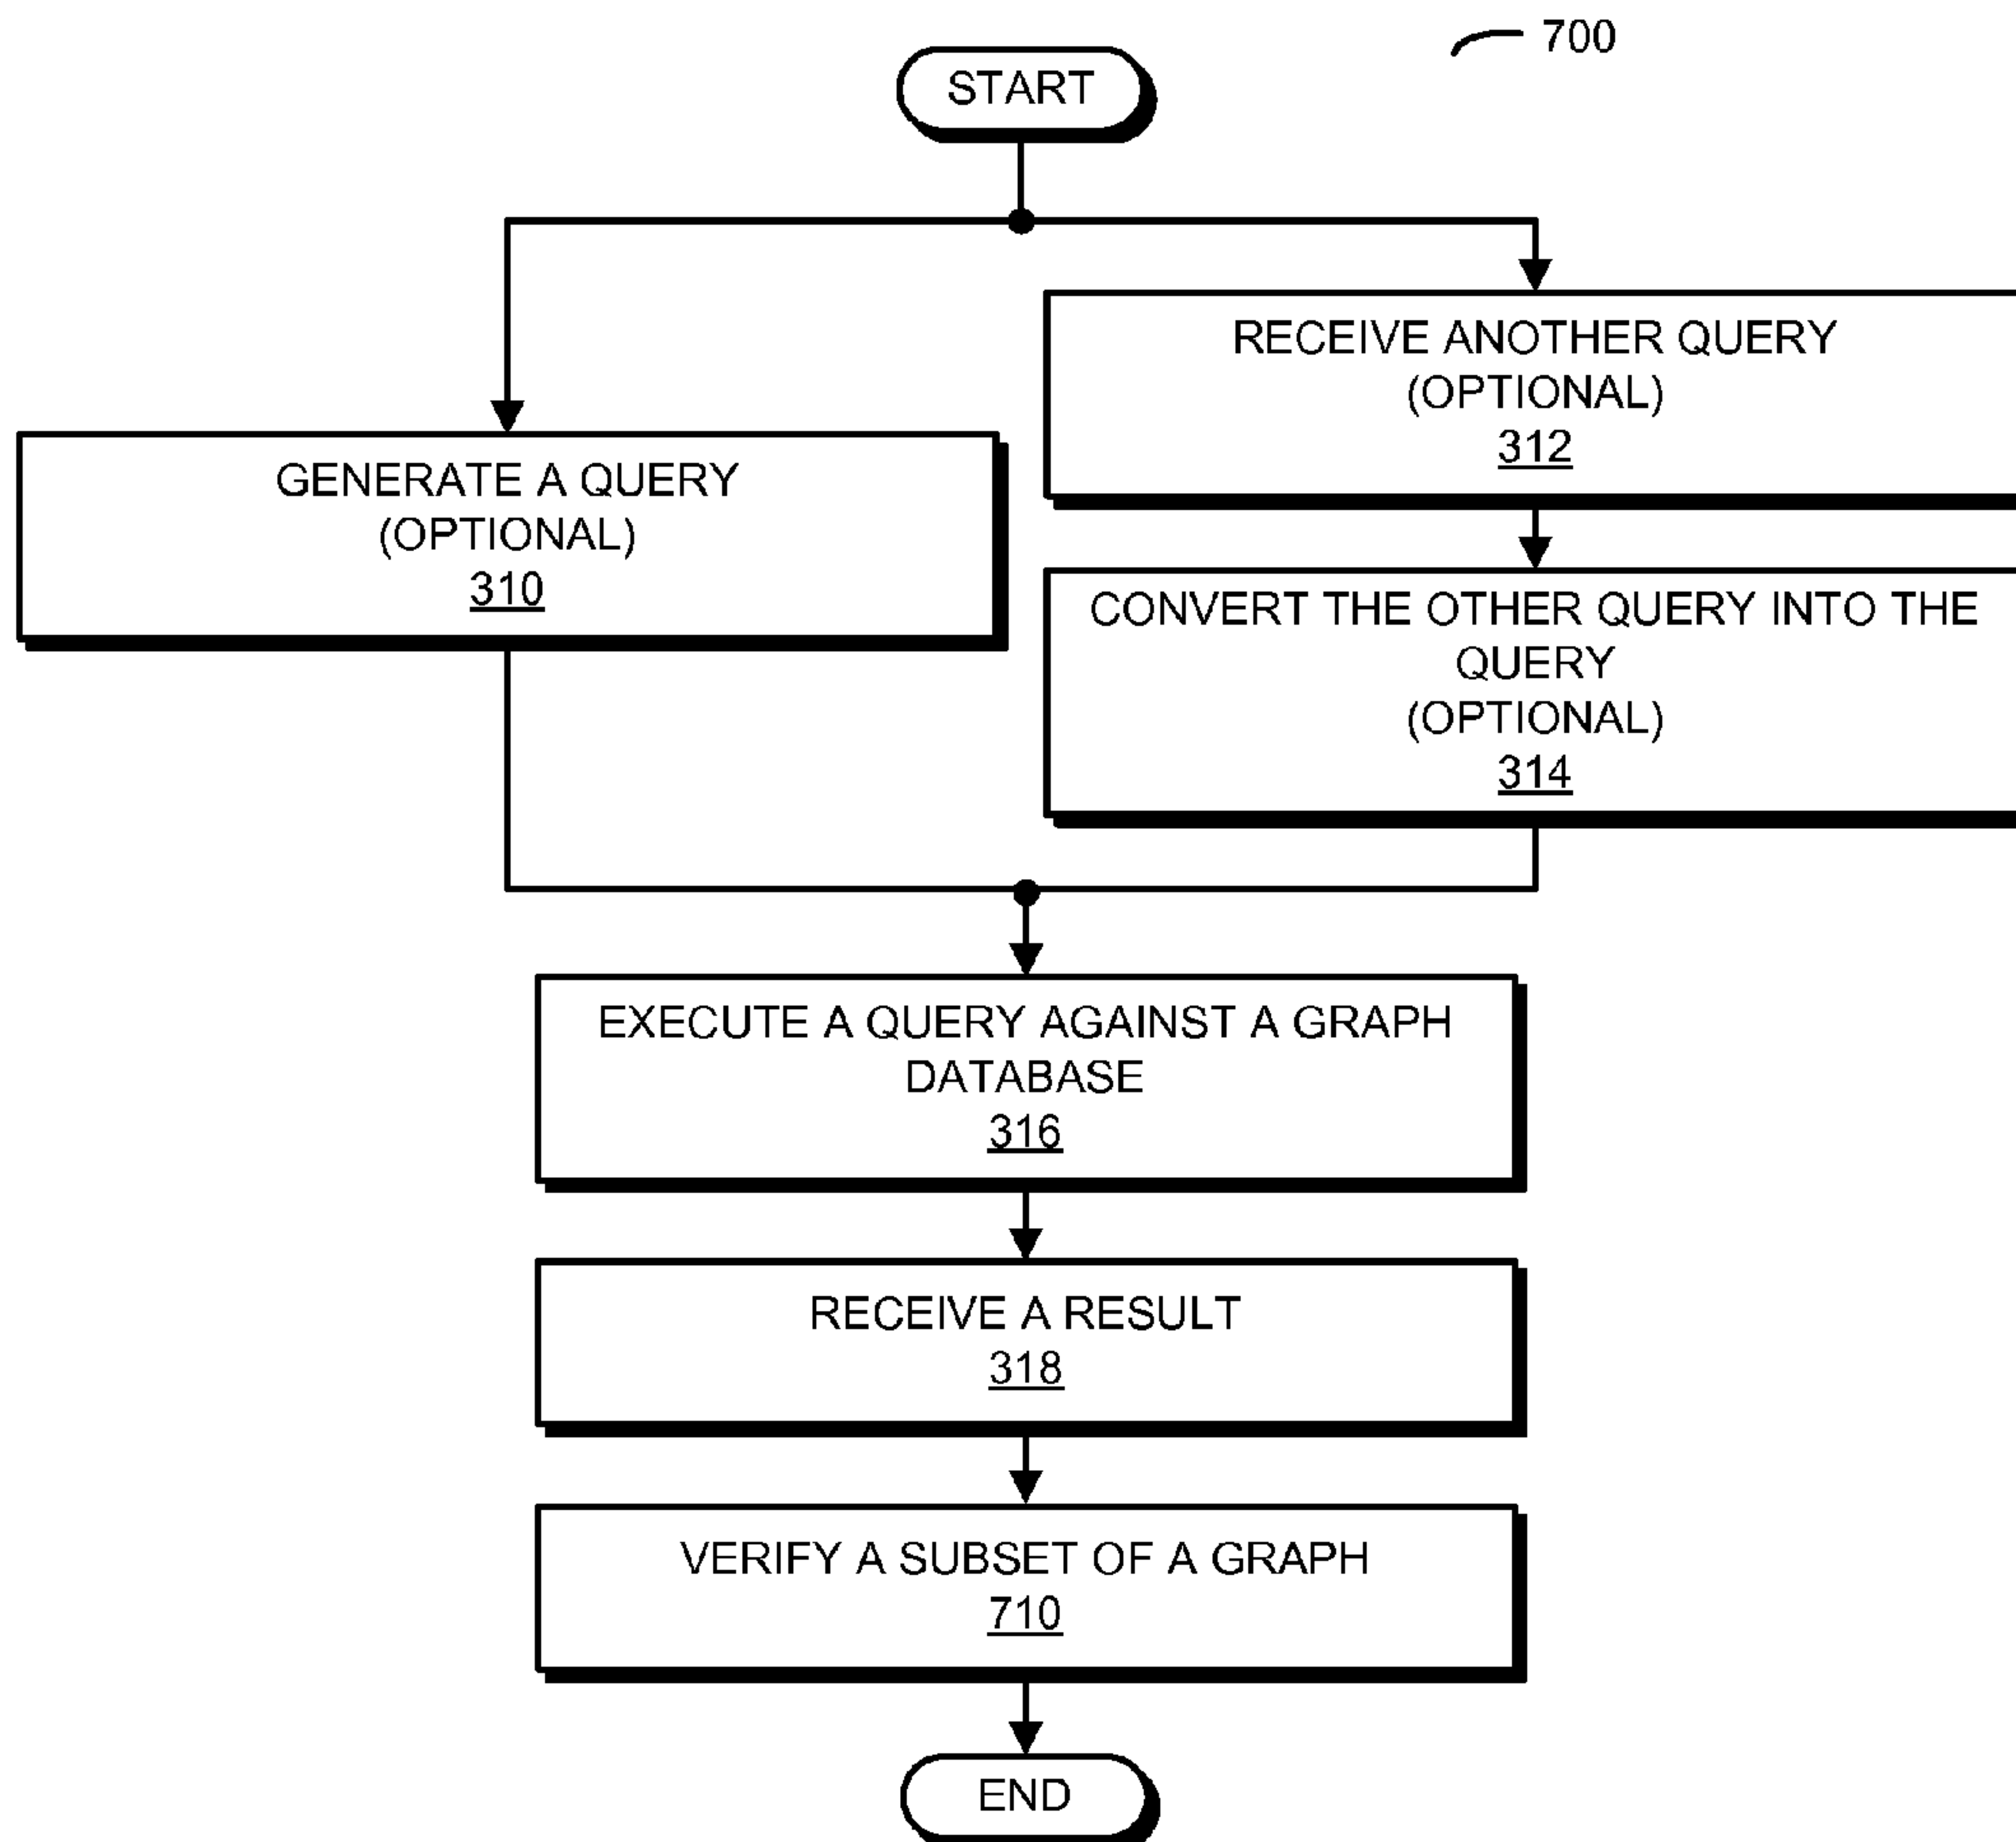 700
START
RECEIVE ANOTHER QUERY
(OPTIONAL)
312
GENERATE A QUERY
(OPTIONAL)
310
CONVERT THE OTHER QUERY INTO THE
QUERY
(OPTIONAL)
314
EXECUTE A QUERY AGAINST A GRAPH
DATABASE
316
RECEIVE A RESULT
318
VERIFY A SUBSET OF A GRAPH
710
END